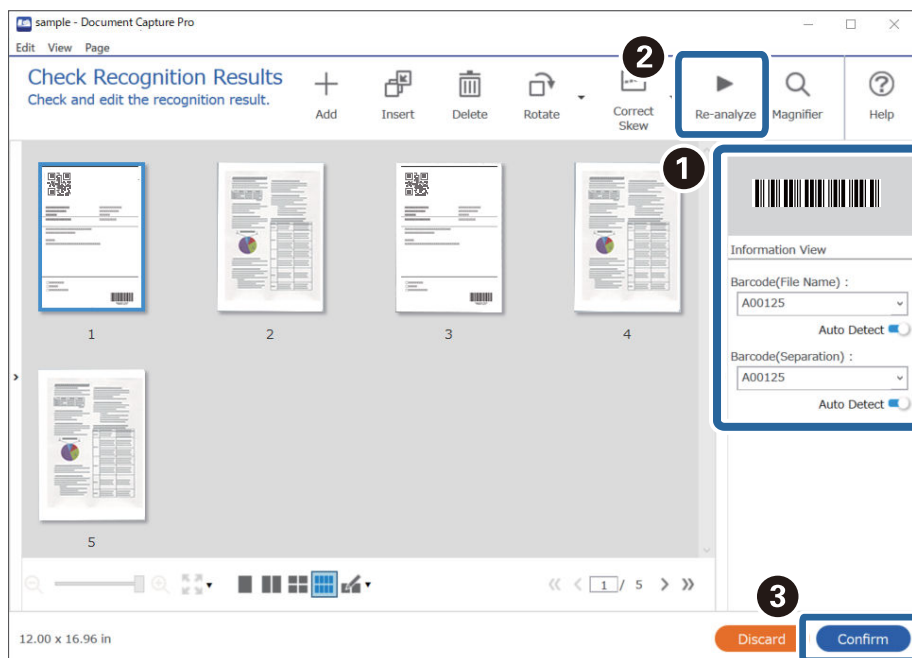 sample - Document Capture Pro
Edit View Page
Check Recognition Results
Check and edit the recognition result.
Add
Insert
Delete
Rotate
Correct
Skew
Re-analyze
Magnifier
Help
2
1
Information View
Barcode(File Name) :
A00125
Auto Detect
Barcode(Separation) :
A00125
Auto Detect
1
2
3
4
5
1 / 5
3
12.00 x 16.96 in
Discard
Confirm